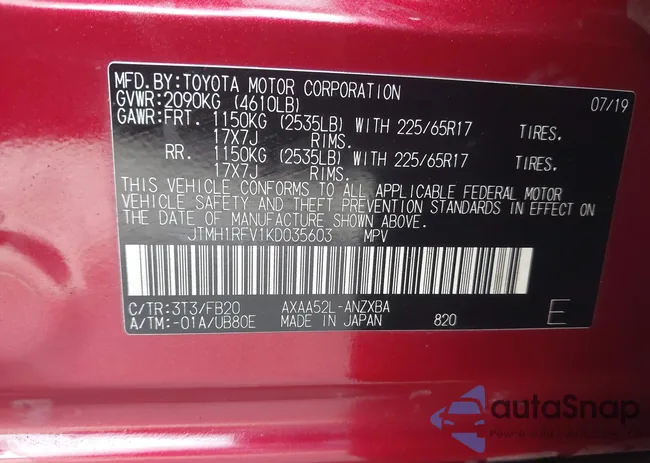 MFD.BY:TOYOTA MOTOR CORPORATION
GVWR:2090KG (4610LB) 07/19
GAWR:FRT. 1150KG (2535LB) WITH 225/65R17 TIRES.
17X7J RIMS.
RR. 1150KG (2535LB) WITH 225/65R17 TIRES.
17X7J RIMS.
THIS VEHICLE CONFORMS TO ALL APPLICABLE FEDERAL MOTOR
VEHICLE SAFETY AND THEFT PREVENTION STANDARDS IN EFFECT ON
THE DATE OF MANUFACTURE SHOWN ABOVE.
JTMH1RFV1KD035603 MPV
C/TR:3T3/FB20 AXAA52L-ANZXBA
A/TM:-01A/UB80E MADE IN JAPAN 820 E
autoSnap